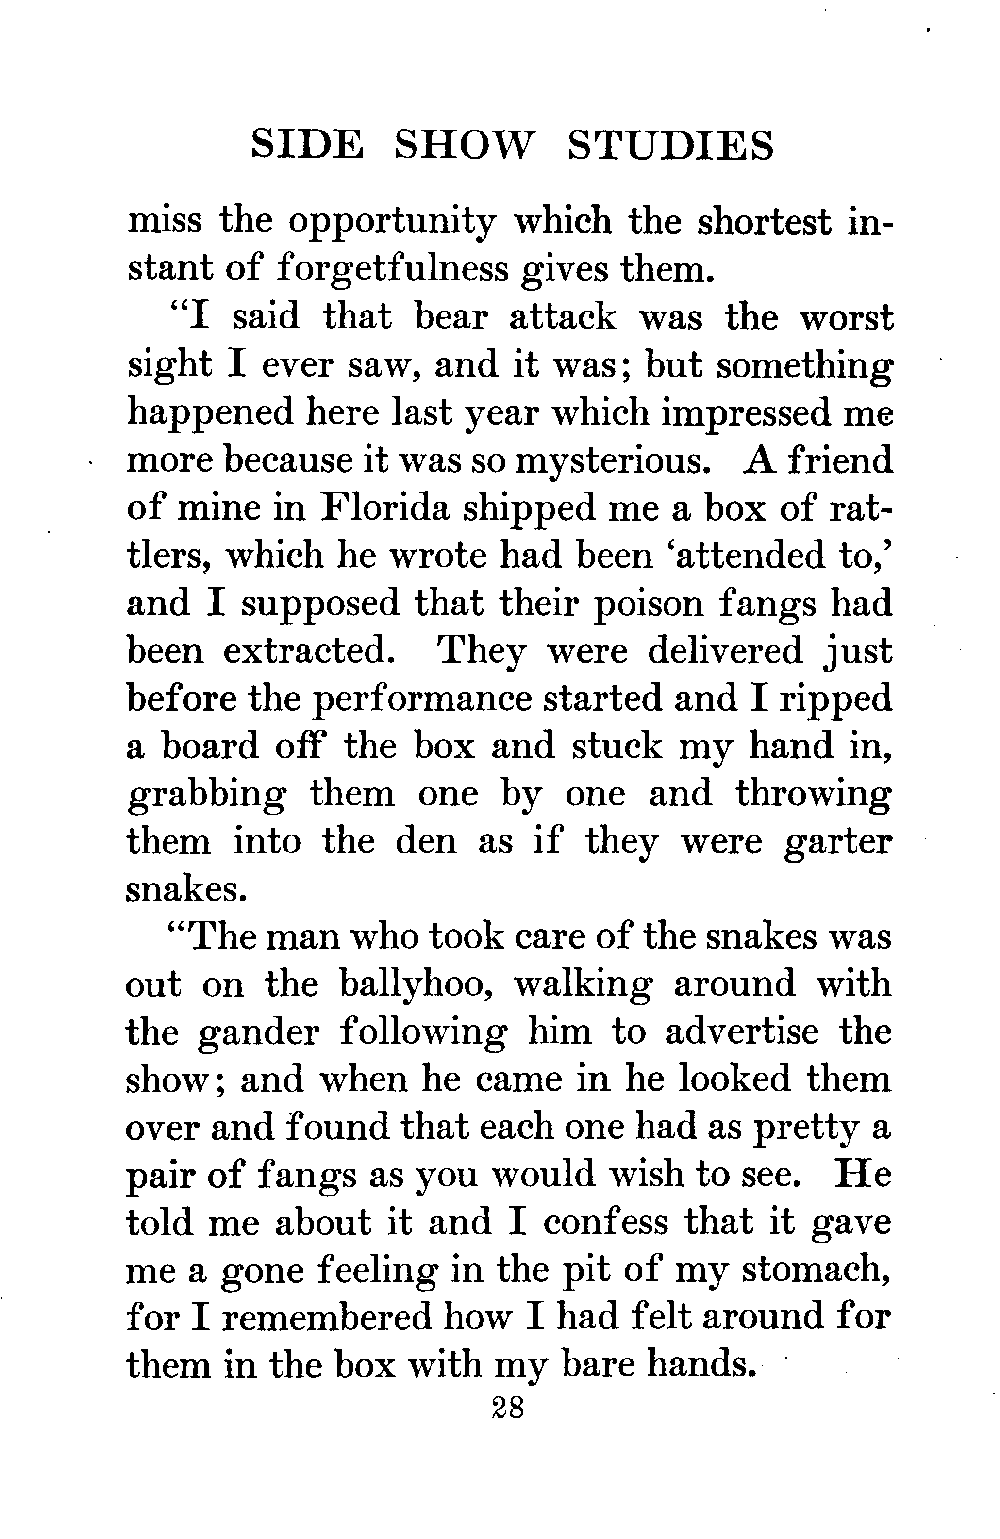 SIDE SHOW STUDIES
miss the opportunity which the shortest in-
stant of forgetfulness gives them.
“I said that bear attack was the worst
sight I ever saw, and it was; but something
happened here last year which impressed me
more because it was so mysterious. A friend
of mine in Florida shipped me a box of rat-
tlers, which he wrote had been ‘attended to,’
and I supposed that their poison fangs had
been extracted. They were delivered just
before the performance started and I ripped
a board off the box and stuck my hand in,
grabbing them one by one and throwing
them into the den as if they were garter
snakes.
“The man who took care of the snakes was
out on the ballyhoo, walking around with
the gander following him to advertise the
show; and when he came in he looked them
over and found that each one had as pretty a
pair of fangs as you would wish to see. He
told me about it and I confess that it gave
me a gone feeling in the pit of my stomach,
for I remembered how I had felt around for
them in the box with my bare hands.
28